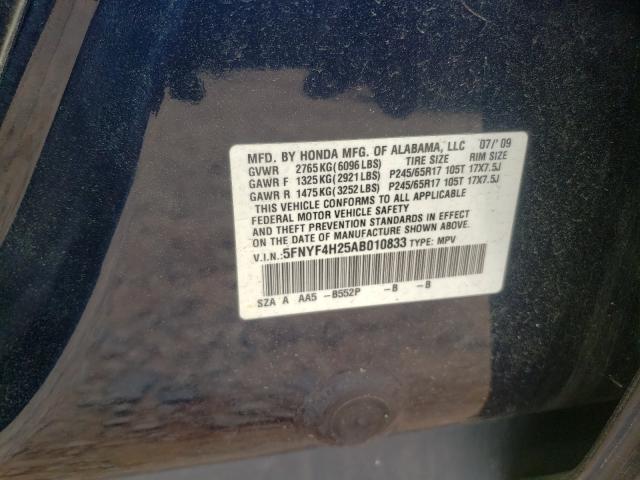 MFD. BY HONDA MFG. OF ALABAMA, LLC 07/'09
GVWR 2765KG(6096LBS) TIRE SIZE RIM SIZE
GAWR F 1325KG(2921LBS) P245/65R17 105T 17X7.5J
GAWR R 1475KG(3252LBS) P245/65R17 105T 17X7.5J
THIS VEHICLE CONFORMS TO ALL APPLICABLE
FEDERAL MOTOR VEHICLE SAFETY
AND THEFT PREVENTION STANDARDS IN EFFECT
ON THE DATE OF MANUFACTURE SHOWN ABOVE.
V.I.N.:5FNYF4H25AB010833 TYPE: MPV
SZA A AA5 -B552P -B -B